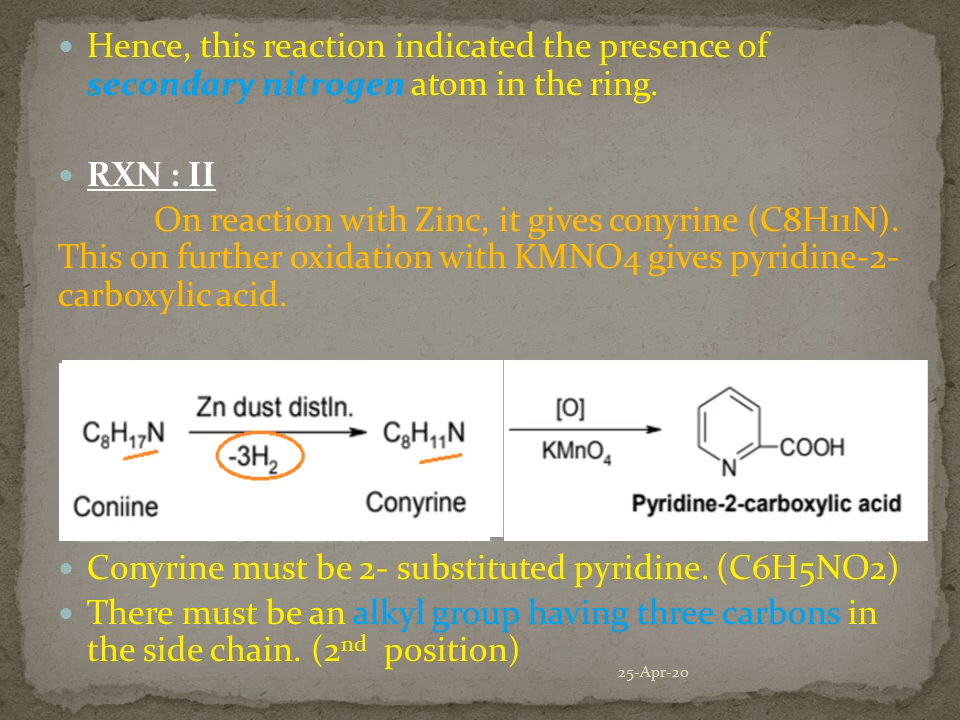 Hence, this reaction indicated the presence of
secondary nitrogen atom in the ring.
RXN : II
On reaction with Zinc, it gives conyrine (C8H11N).
This on further oxidation with KMNO4 gives pyridine-2-
carboxylic acid.
C8H17N
Zn dust distln.
-3H2
C8H11N
Coniine
Conyrine
[O]
KMnO4
N
COOH
Pyridine-2-carboxylic acid
Conyrine must be 2- substituted pyridine. (C6H5NO2)
There must be an alkyl group having three carbons in
the side chain. (2nd position)
25-Apr-20